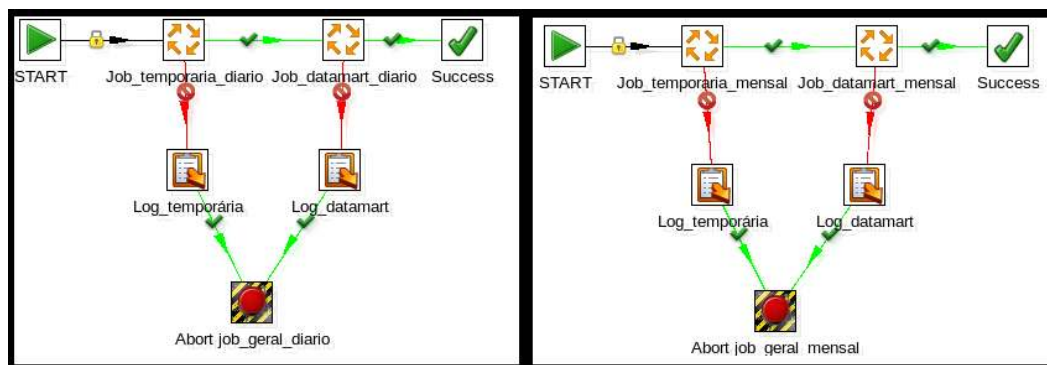 START
Job_temporaria_diario
Job_datamart_diario
Success
Log_temporária
Log_datamart
Abort job_geral_diario
START
Job_temporaria_mensal
Job_datamart_mensal
Success
Log_temporária
Log_datamart
Abort job_geral_mensal